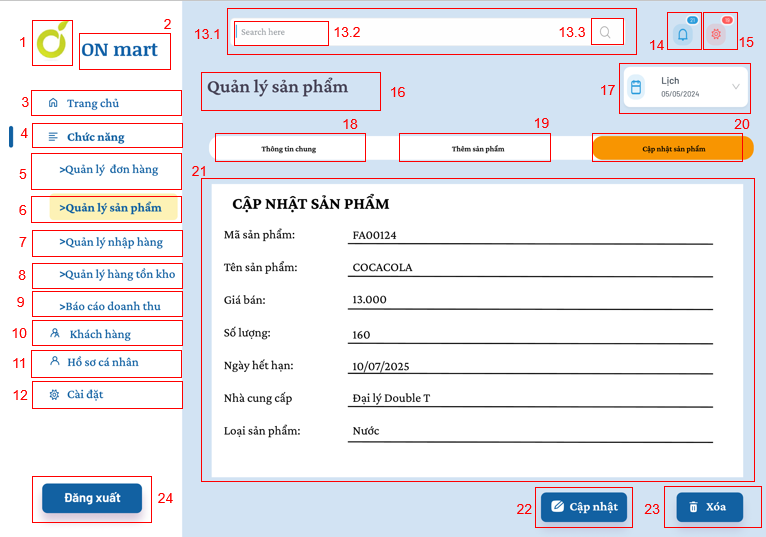 1
2
ON mart
13.1
Search here
13.2
13.3
14
21
18
15
3
Trang chủ
4
Chức năng
5
>Quản lý đơn hàng
6
>Quản lý sản phẩm
7
>Quản lý nhập hàng
8
>Quản lý hàng tồn kho
9
>Báo cáo doanh thu
10
Khách hàng
11
Hồ sơ cá nhân
12
Cài đặt
Đăng xuất
24
Quản lý sản phẩm
16
17
Lịch
05/05/2024
18
Thông tin chung
19
Thêm sản phẩm
20
Cập nhật sản phẩm
21
CẬP NHẬT SẢN PHẨM
Mã sản phẩm: FA00124
Tên sản phẩm: COCACOLA
Giá bán: 13.000
Số lượng: 160
Ngày hết hạn: 10/07/2025
Nhà cung cấp Đại lý Double T
Loại sản phẩm: Nước
22
Cập nhật
23
Xóa